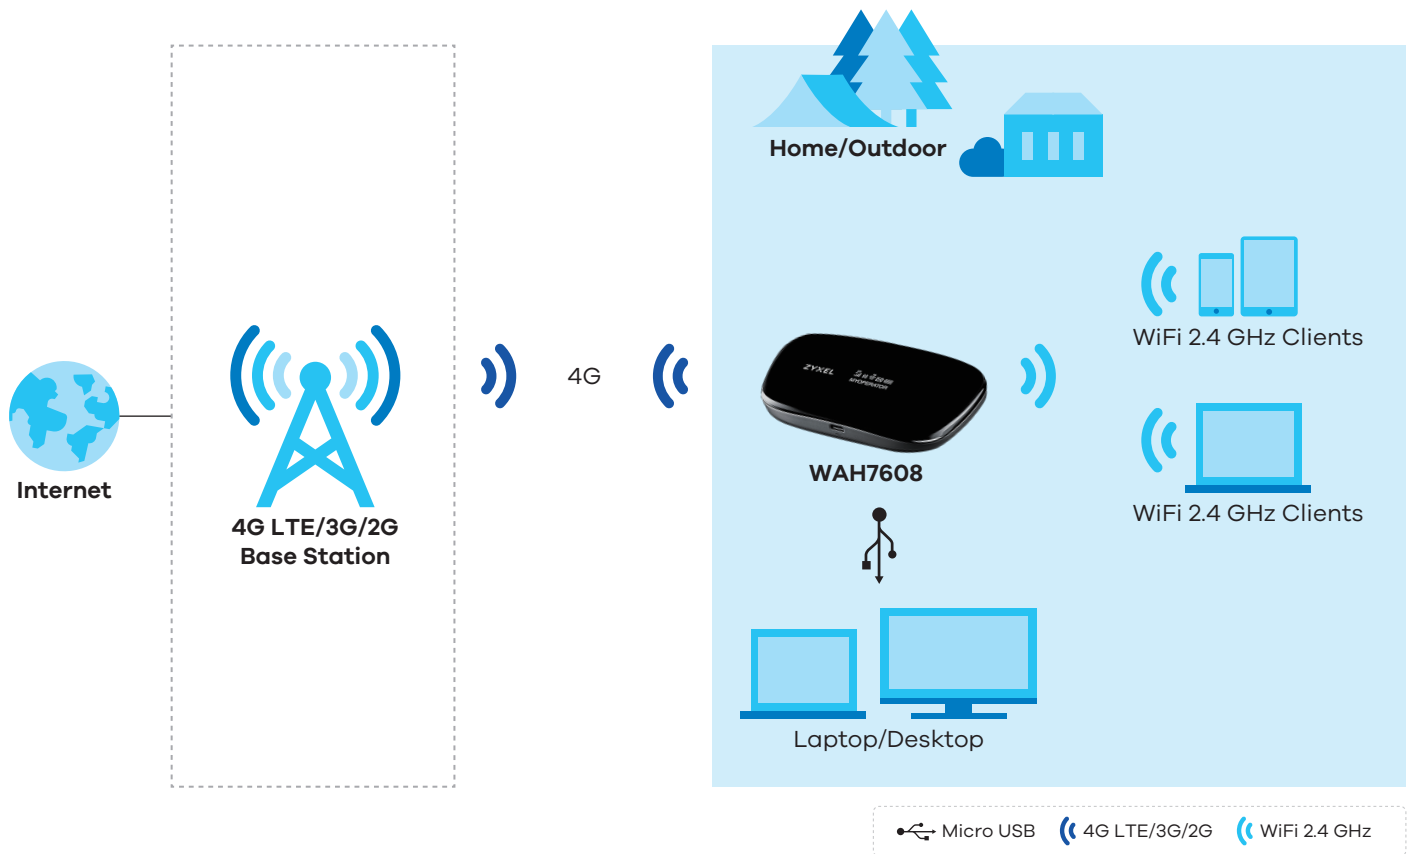 Home/Outdoor
WiFi 2.4 GHz Clients
4G
ZYXEL
MYOPERATOR
WAH7608
Internet
4G LTE/3G/2G
Base Station
WiFi 2.4 GHz Clients
Laptop/Desktop
Micro USB
4G LTE/3G/2G
WiFi 2.4 GHz